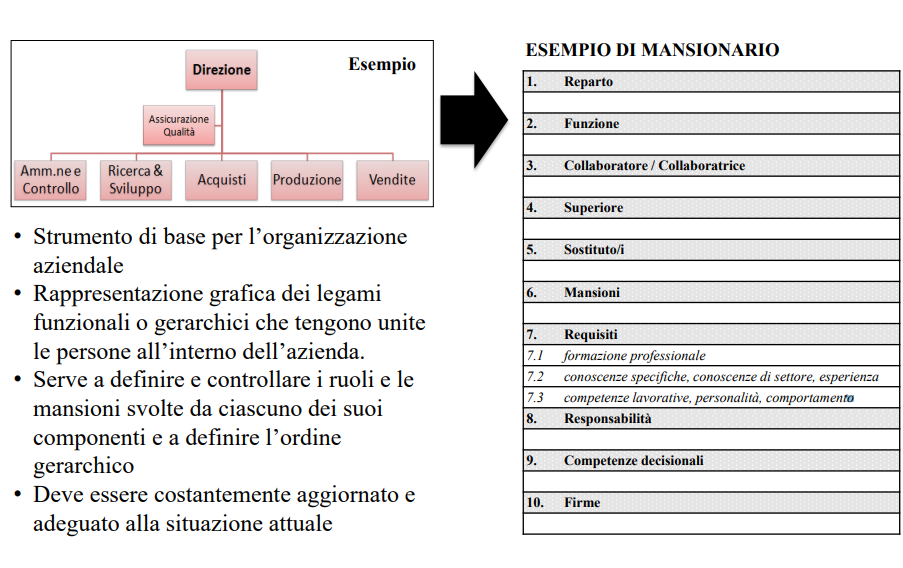 Esempio
Direzione
Assicurazione
Qualità
Amm.ne e
Controllo
Ricerca &
Sviluppo
Acquisti
Produzione
Vendite
• Strumento di base per l’organizzazione
aziendale
• Rappresentazione grafica dei legami
funzionali o gerarchici che tengono unite
le persone all’interno dell’azienda.
• Serve a definire e controllare i ruoli e le
mansioni svolte da ciascuno dei suoi
componenti e a definire l’ordine
gerarchico
• Deve essere costantemente aggiornato e
adeguato alla situazione attuale
ESEMPIO DI MANSIONARIO
1. Reparto
2. Funzione
3. Collaboratore / Collaboratrice
4. Superiore
5. Sostituto/i
6. Mansioni
7. Requisiti
7.1 formazione professionale
7.2 conoscenze specifiche, conoscenze di settore, esperienza
7.3 competenze lavorative, personalità, comportamento
8. Responsabilità
9. Competenze decisionali
10. Firme